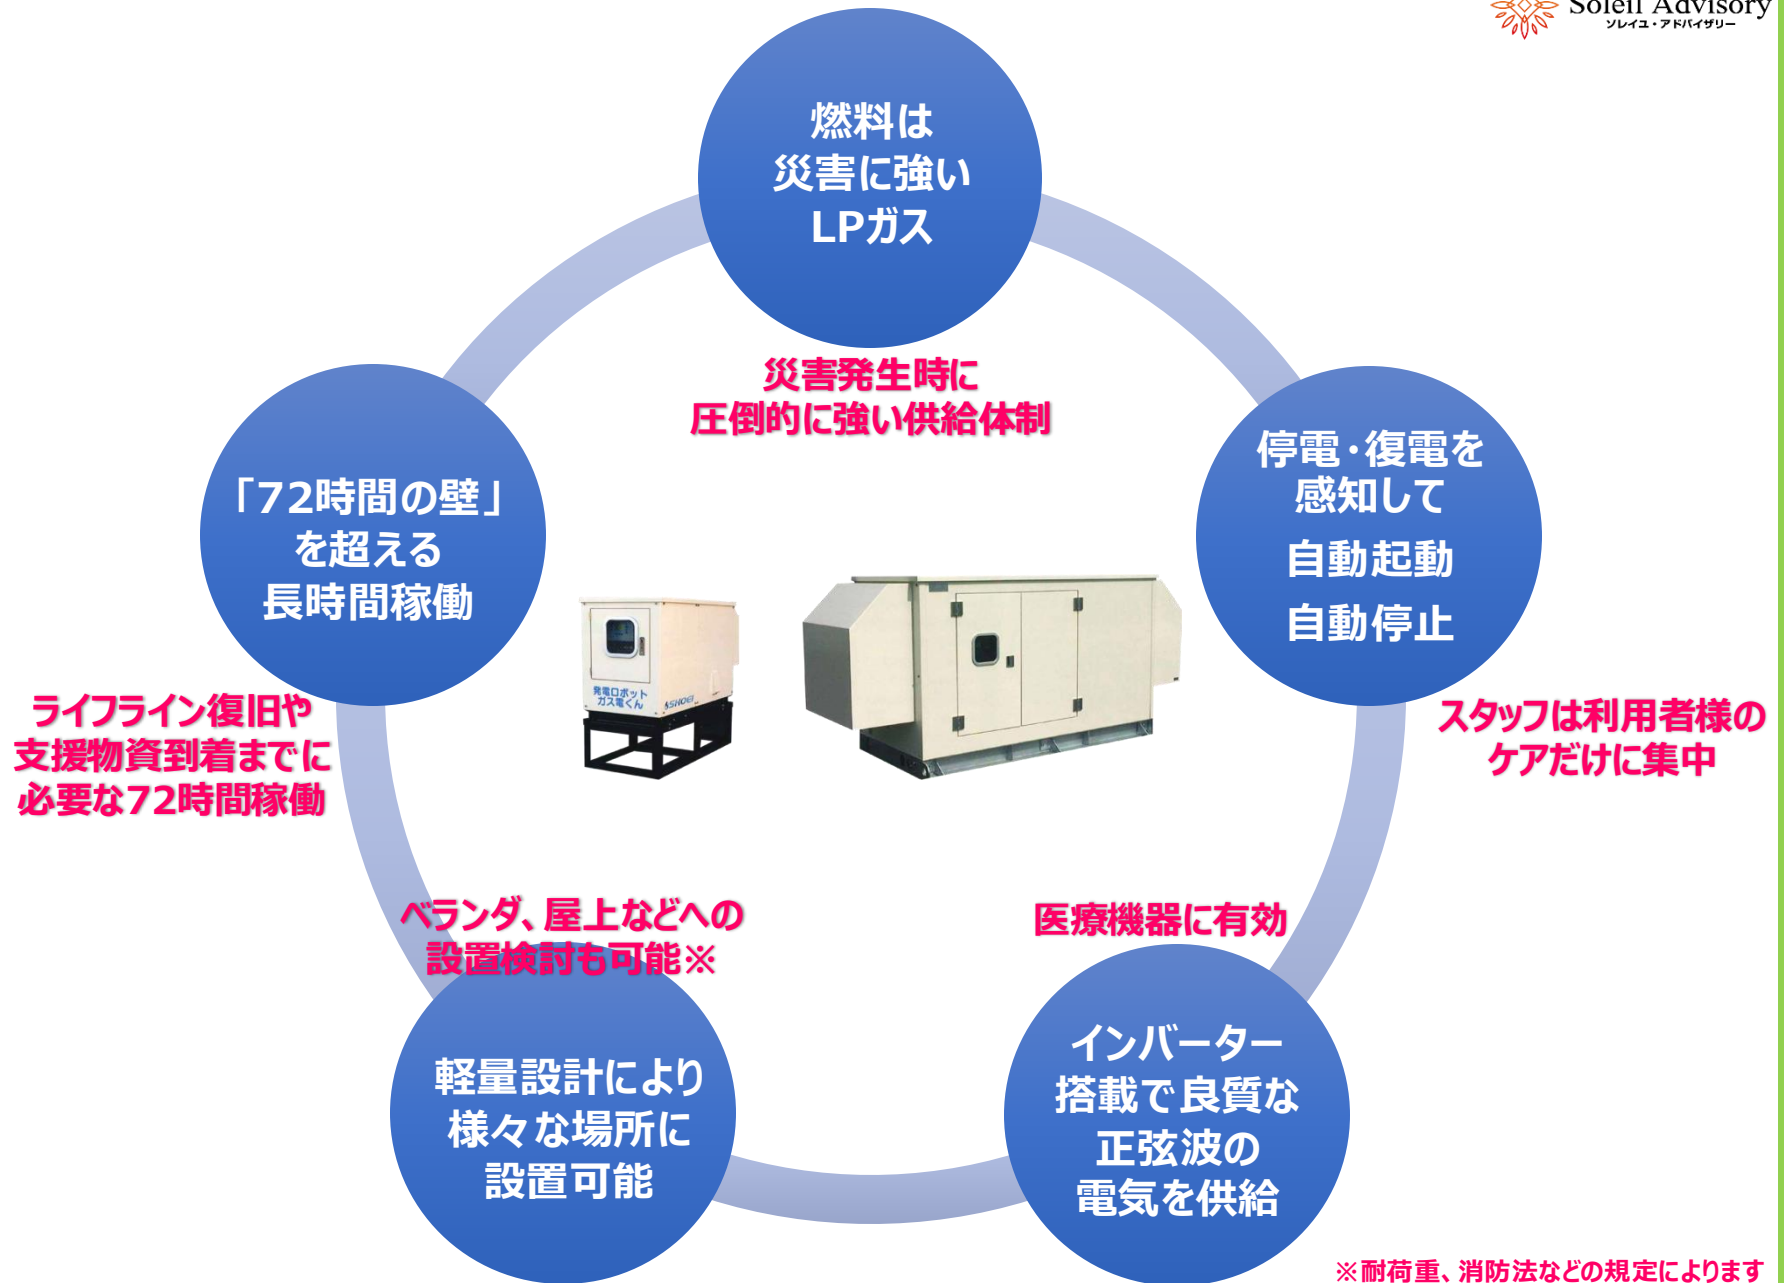 Soleil Advisory
ソレイユ・アドバイザリー
燃料は
災害に強い
LPガス
災害発生時に
圧倒的に強い供給体制
停電・復電を
感知して
自動起動
自動停止
スタッフは利用者様の
ケアだけに集中
「72時間の壁」
を超える
長時間稼働
ライフライン復旧や
支援物資到着までに
必要な72時間稼働
発電ロボット
ガス電くん
SHOEI
ベランダ、屋上などへの
設置検討も可能※
軽量設計により
様々な場所に
設置可能
医療機器に有効
インバーター
搭載で良質な
正弦波の
電気を供給
※耐荷重、消防法などの規定によります